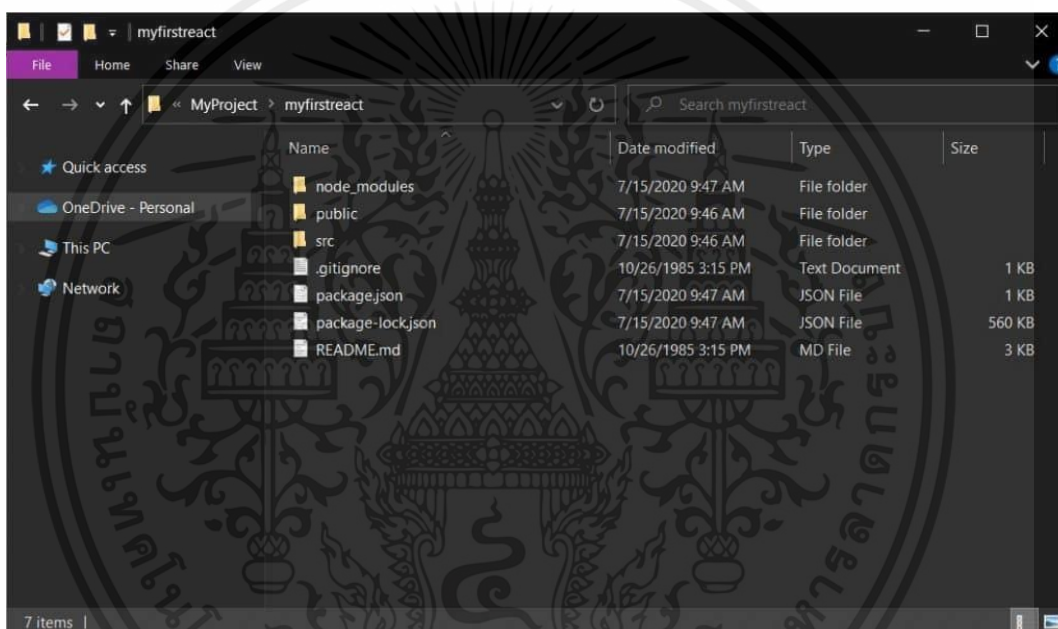 myfirstreact
File Home Share View
« MyProject > myfirstreact
Search myfirstreact
Name Date modified Type Size
Quick access
OneDrive - Personal
This PC
Network
node_modules 7/15/2020 9:47 AM File folder
public 7/15/2020 9:46 AM File folder
src 7/15/2020 9:46 AM File folder
.gitignore 10/26/1985 3:15 PM Text Document 1 KB
package.json 7/15/2020 9:47 AM JSON File 1 KB
package-lock.json 7/15/2020 9:47 AM JSON File 560 KB
README.md 10/26/1985 3:15 PM MD File 3 KB
7 items